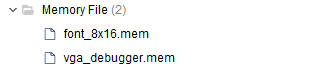 Memory File (2)
font_8x16.mem
vga_debugger.mem